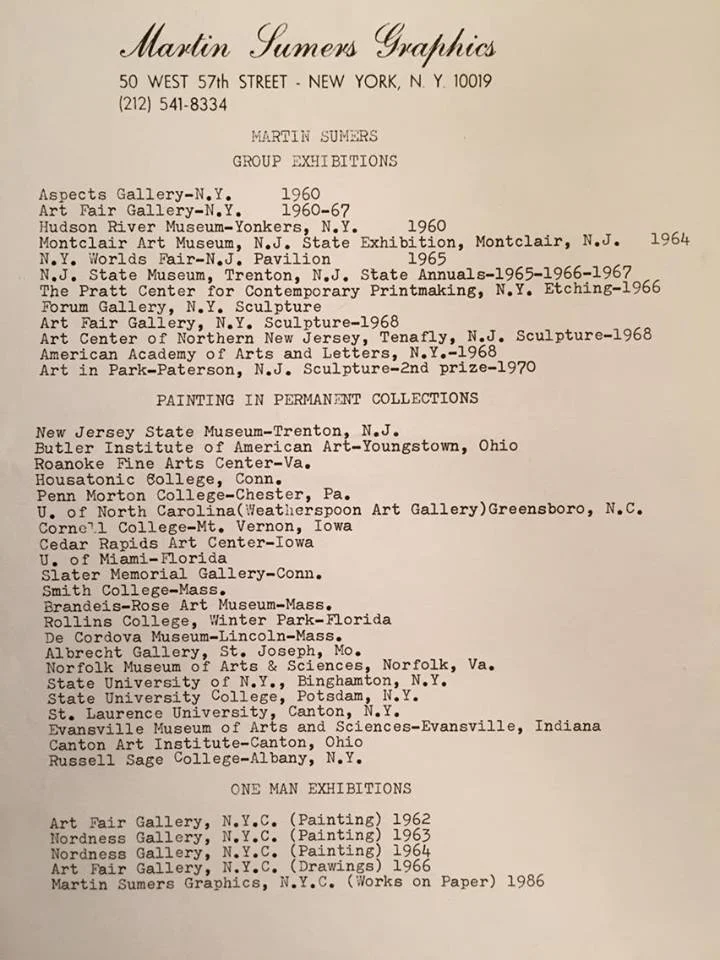 Martin Sumers Graphics
50 WEST 57th STREET - NEW YORK, N. Y. 10019
(212) 541-8334
MARTIN SUMERS
GROUP EXHIBITIONS
Aspects Gallery-N.Y. 1960
Art Fair Gallery-N.Y. 1960-67
Hudson River Museum-Yonkers, N.Y. 1960
Montclair Art Museum, N.J. State Exhibition, Montclair, N.J. 1964
N.Y. Worlds Fair-N.J. Pavilion 1965
N.J. State Museum, Trenton, N.J. State Annuals-1965-1966-1967
The Pratt Center for Contemporary Printmaking, N.Y. Etching-1966
Forum Gallery, N.Y. Sculpture
Art Fair Gallery, N.Y. Sculpture-1968
Art Center of Northern New Jersey, Tenafly, N.J. Sculpture-1968
American Academy of Arts and Letters, N.Y.-1968
Art in Park-Paterson, N.J. Sculpture-2nd prize-1970
PAINTING IN PERMANENT COLLECTIONS
New Jersey State Museum-Trenton, N.J.
Butler Institute of American Art-Youngstown, Ohio
Roanoke Fine Arts Center-Va.
Housatonic College, Conn.
Penn Morton College-Chester, Pa.
U. of North Carolina(Weatherspoon Art Gallery)Greensboro, N.C.
Cornell College-Mt. Vernon, Iowa
Cedar Rapids Art Center-Iowa
U. of Miami-Florida
Slater Memorial Gallery-Conn.
Smith College-Mass.
Brandeis-Rose Art Museum-Mass.
Rollins College, Winter Park-Florida
De Cordova Museum-Lincoln-Mass.
Albrecht Gallery, St. Joseph, Mo.
Norfolk Museum of Arts & Sciences, Norfolk, Va.
State University of N.Y., Binghamton, N.Y.
State University College, Potsdam, N.Y.
St. Laurence University, Canton, N.Y.
Evansville Museum of Arts and Sciences-Evansville, Indiana
Canton Art Institute-Canton, Ohio
Russell Sage College-Albany, N.Y.
ONE MAN EXHIBITIONS
Art Fair Gallery, N.Y.C. (Painting) 1962
Nordness Gallery, N.Y.C. (Painting) 1963
Nordness Gallery, N.Y.C. (Painting) 1964
Art Fair Gallery, N.Y.C. (Drawings) 1966
Martin Sumers Graphics, N.Y.C. (Works on Paper) 1986